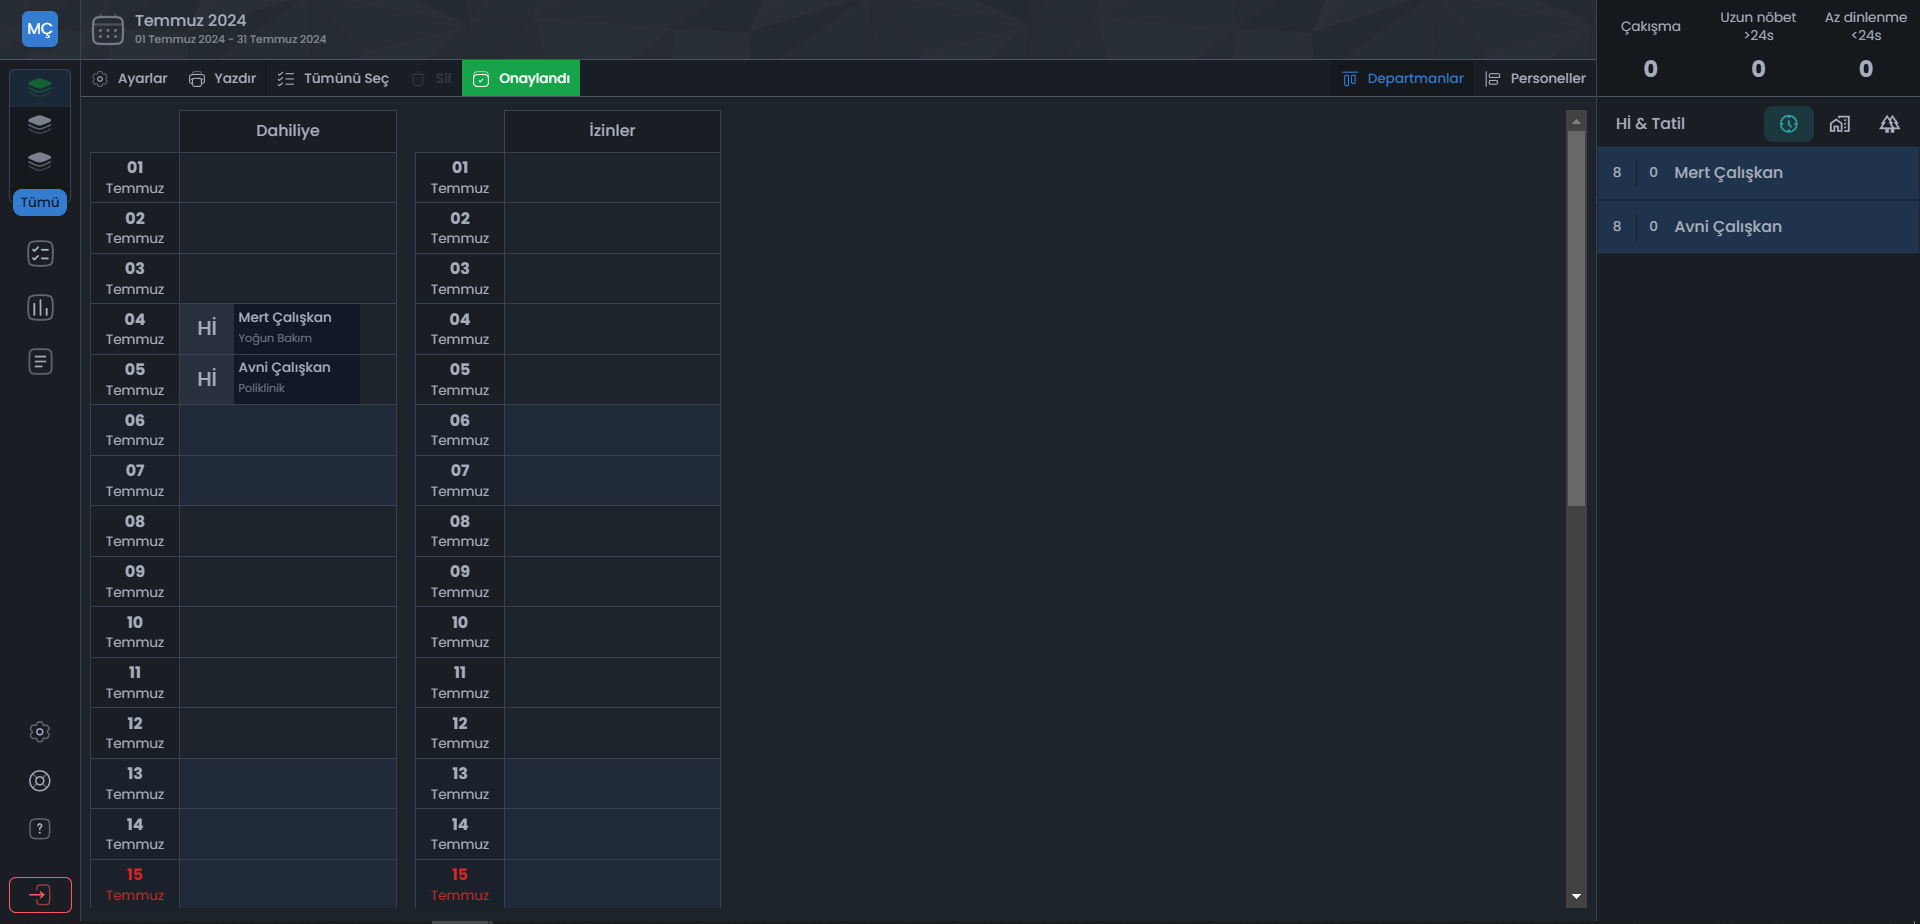 MÇ
Temmuz 2024
01 Temmuz 2024 - 31 Temmuz 2024
Ayarlar
Yazdır
Tümünü Seç
Sil
Onaylandı
Departmanlar
Personeller
Tümü
Dahiliye
01
Temmuz
02
Temmuz
03
Temmuz
04
Temmuz
Hİ
Mert Çalışkan
Yoğun Bakım
05
Temmuz
Hİ
Avni Çalışkan
Poliklinik
06
Temmuz
07
Temmuz
08
Temmuz
09
Temmuz
10
Temmuz
11
Temmuz
12
Temmuz
13
Temmuz
14
Temmuz
15
Temmuz
İzinler
01
Temmuz
02
Temmuz
03
Temmuz
04
Temmuz
05
Temmuz
06
Temmuz
07
Temmuz
08
Temmuz
09
Temmuz
10
Temmuz
11
Temmuz
12
Temmuz
13
Temmuz
14
Temmuz
15
Temmuz
Çakışma
0
Uzun nöbet
>24s
0
Az dinlenme
<24s
0
Hİ & Tatil
8 0 Mert Çalışkan
8 0 Avni Çalışkan
?